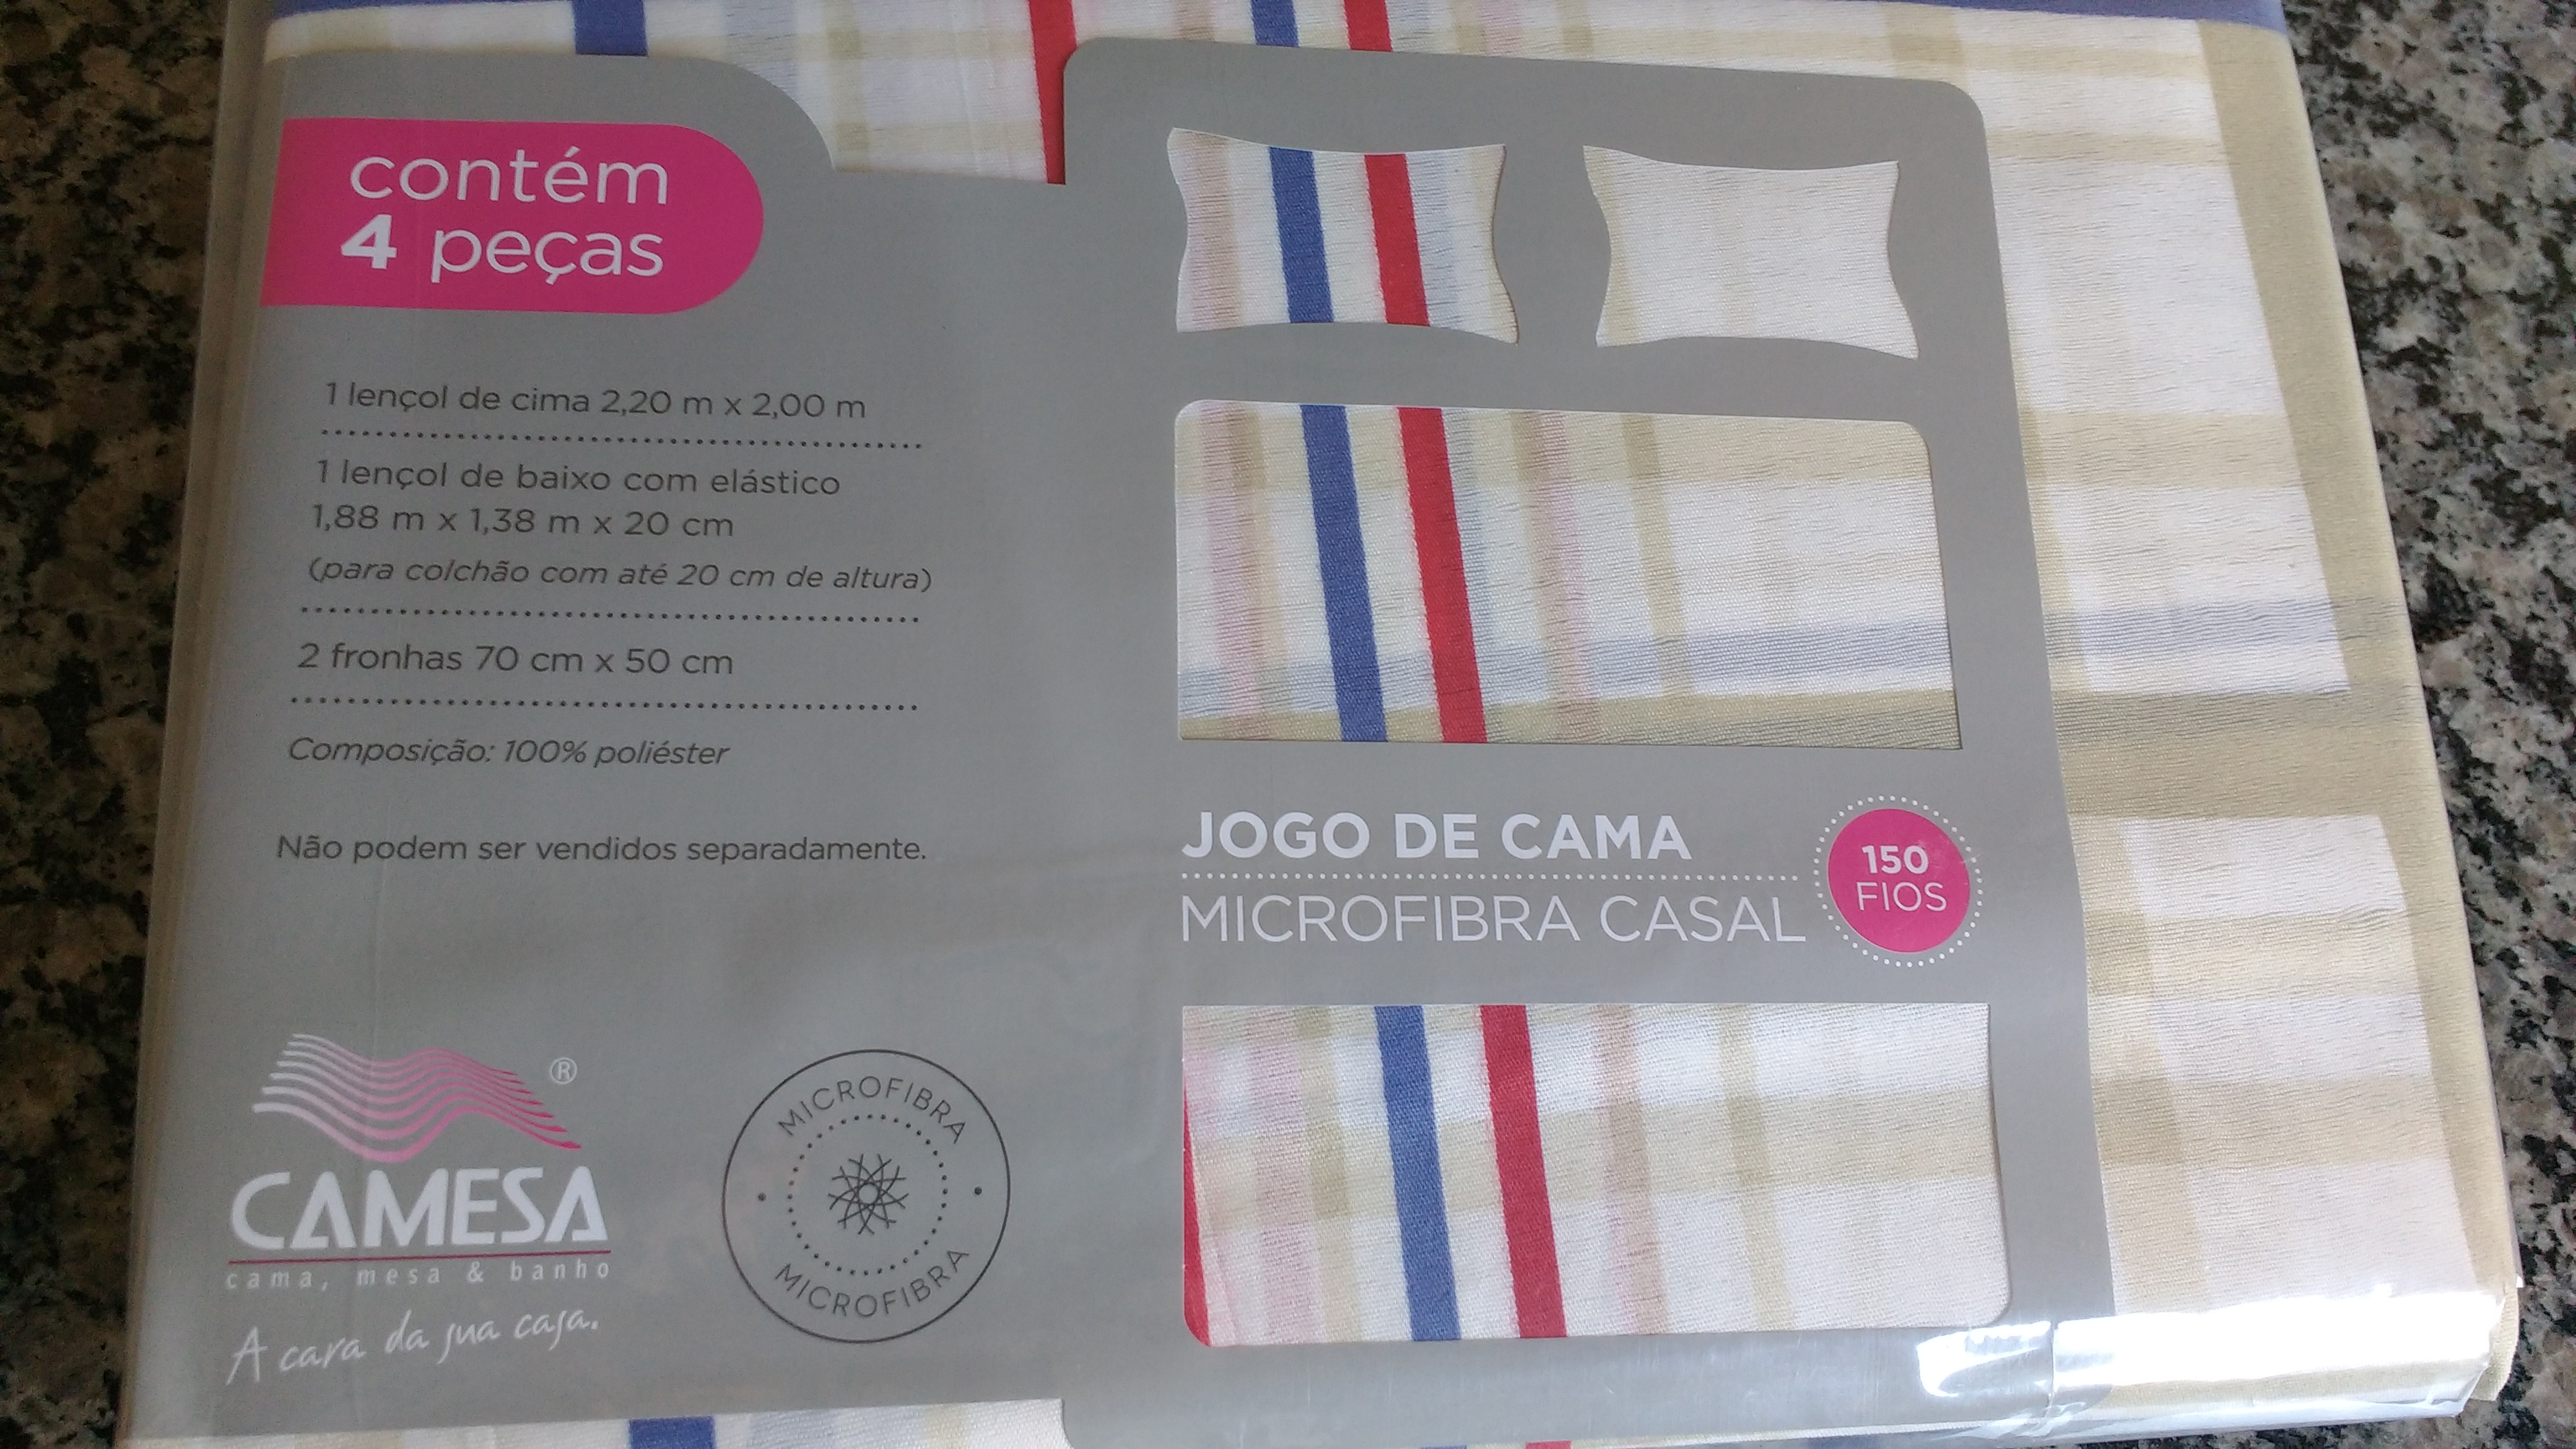 contém
4 peças
1 lençol de cima 2,20 m x 2,00 m
1 lençol de baixo com elástico
1,88 m x 1,38 m x 20 cm
(para colchão com até 20 cm de altura)
2 fronhas 70 cm x 50 cm
Composição: 100% poliéster
Não podem ser vendidos separadamente.
®
CAMESA
cama, mesa & banho
A cara da sua casa.
MICROFIBRA
MICROFIBRA
JOGO DE CAMA
MICROFIBRA CASAL
150
FIOS